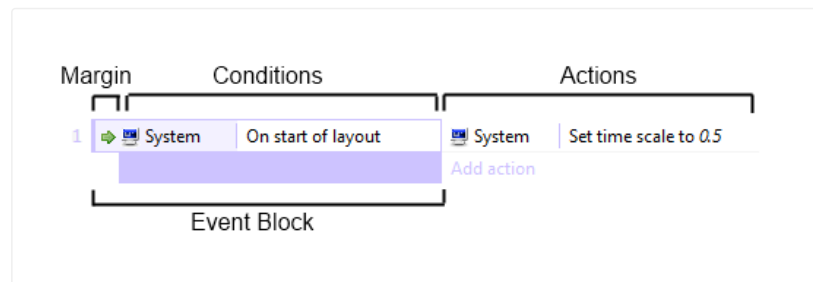 Margin Conditions Actions
1 System On start of layout System Set time scale to 0.5
Add action
Event Block